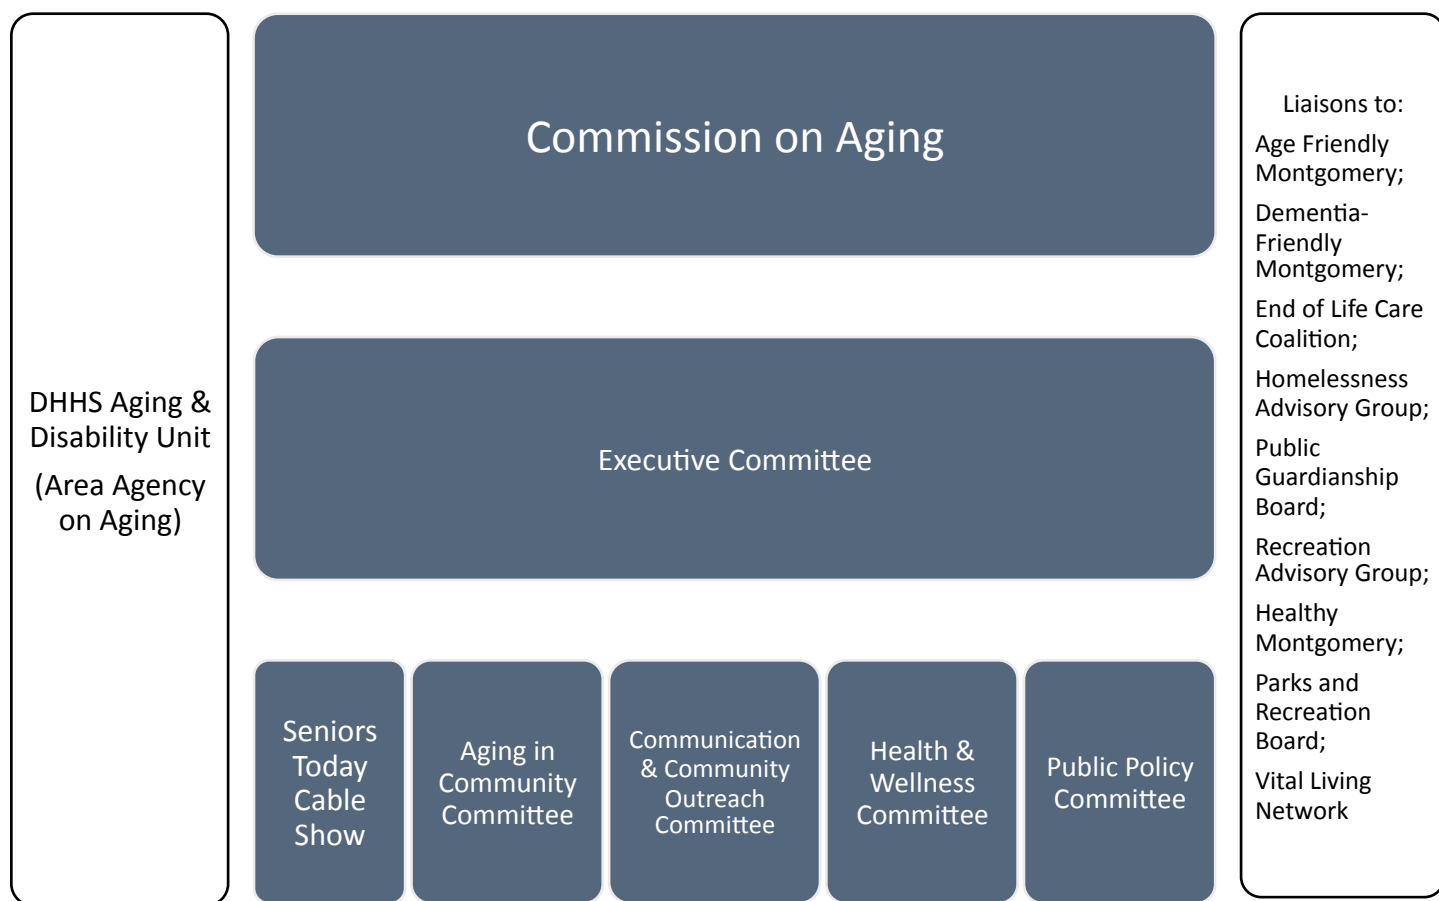 DHHS Aging &
Disability Unit
(Area Agency
on Aging)
Commission on Aging
Executive Committee
Seniors
Today
Cable
Show
Aging in
Community
Committee
Communication
& Community
Outreach
Committee
Health &
Wellness
Committee
Public Policy
Committee
Liaisons to:
Age Friendly
Montgomery;
Dementia-
Friendly
Montgomery;
End of Life Care
Coalition;
Homelessness
Advisory Group;
Public
Guardianship
Board;
Recreation
Advisory Group;
Healthy
Montgomery;
Parks and
Recreation
Board;
Vital Living
Network